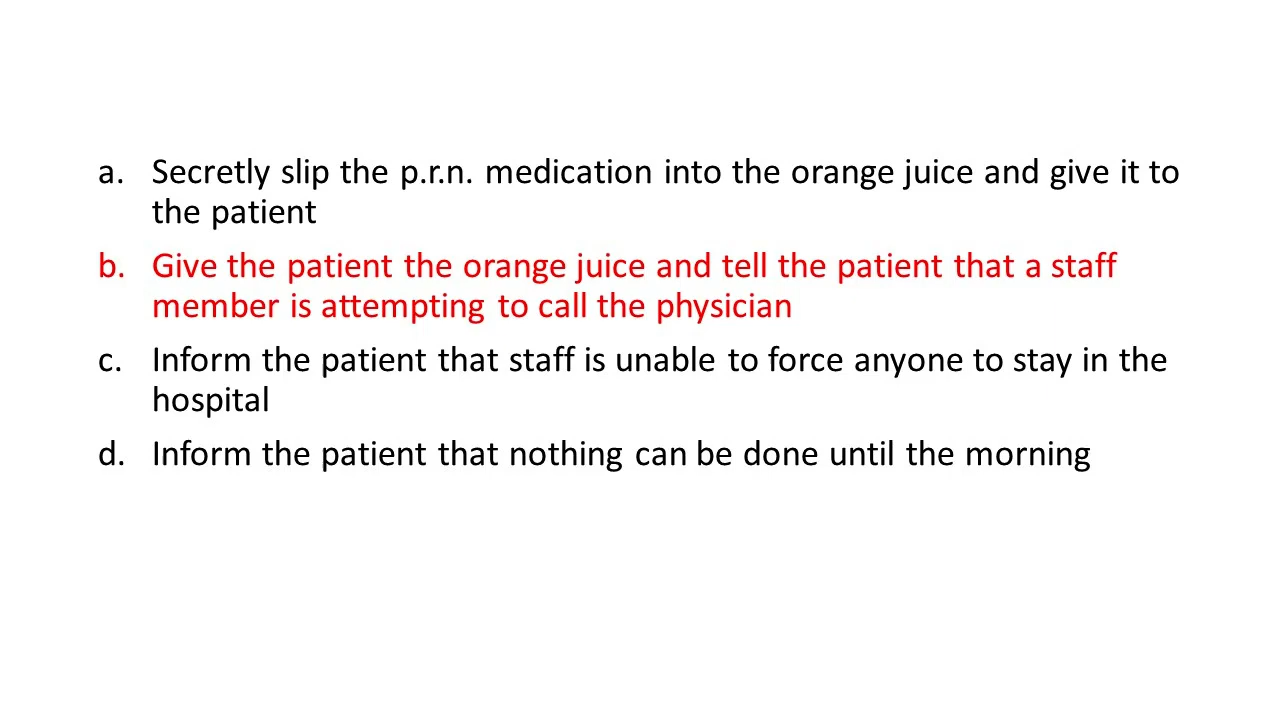 a. Secretly slip the p.r.n. medication into the orange juice and give it to
the patient
b. Give the patient the orange juice and tell the patient that a staff
member is attempting to call the physician
c. Inform the patient that staff is unable to force anyone to stay in the
hospital
d. Inform the patient that nothing can be done until the morning